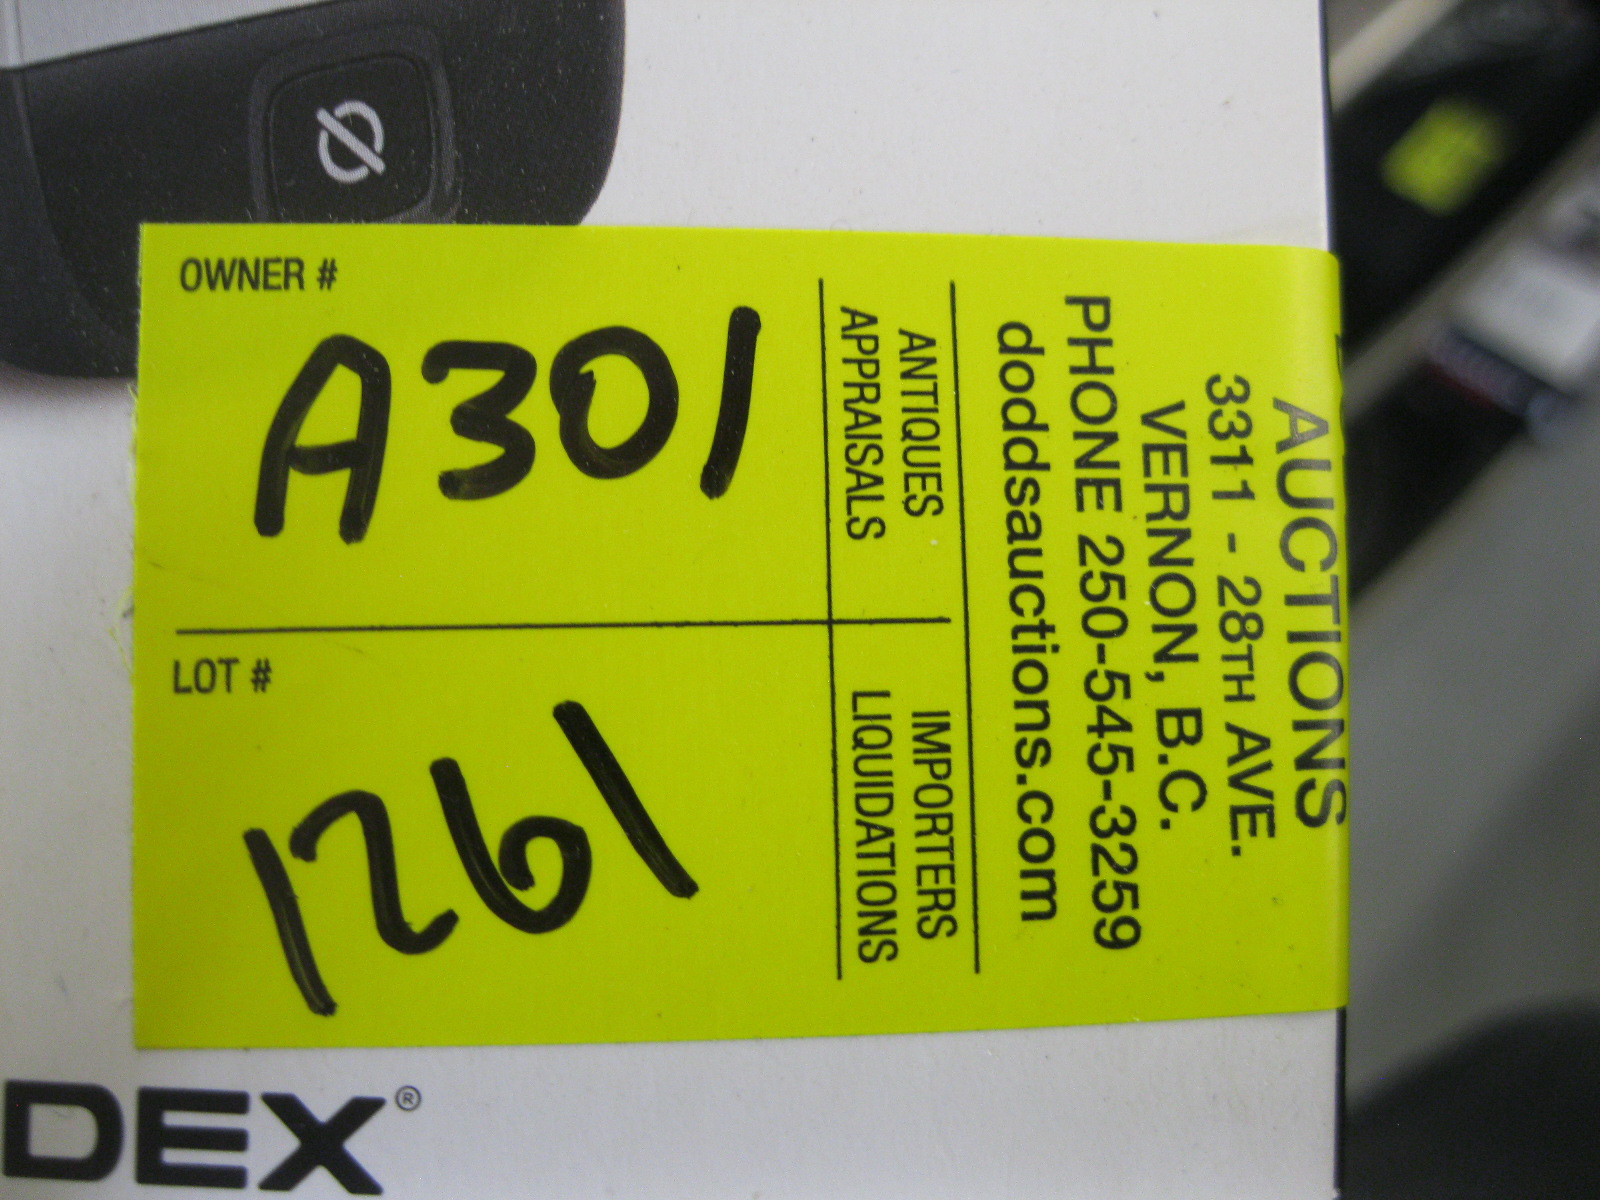 AUCTIONS
3311 - 28TH AVE.
VERNON, B.C.
PHONE 250-545-3259
doddsauctions.com
ANTIQUES
APPRAISALS
IMPORTERS
LIQUIDATIONS
OWNER #
A301
LOT #
1261
DEX®